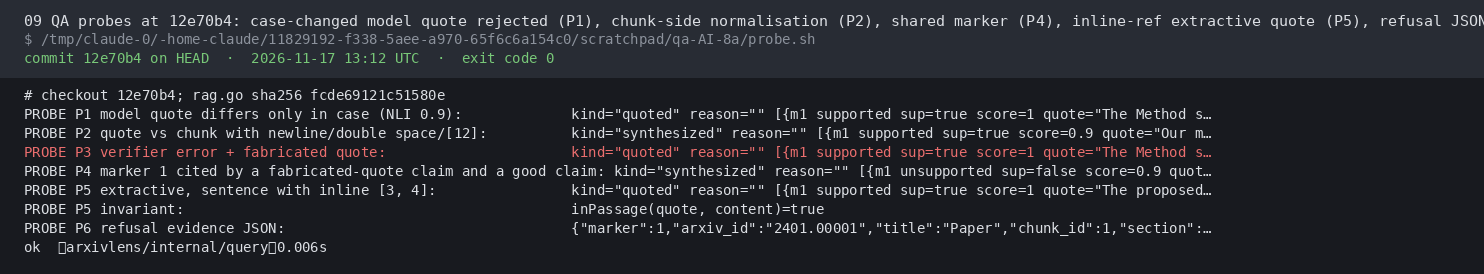 09 QA probes at 12e70b4: case-changed model quote rejected (P1), chunk-side normalisation (P2), shared marker (P4), inline-ref extractive quote (P5), refusal JSON
$ /tmp/claude-0/-home-claude/11829192-f338-5aee-a970-65f6c6a154c0/scratchpad/qa-AI-8a/probe.sh
commit 12e70b4 on HEAD · 2026-11-17 13:12 UTC · exit code 0
# checkout 12e70b4; rag.go sha256 fcde69121c51580e
PROBE P1 model quote differs only in case (NLI 0.9): kind="quoted" reason="" [{m1 supported sup=true score=1 quote="The Method s…
PROBE P2 quote vs chunk with newline/double space/[12]: kind="synthesized" reason="" [{m1 supported sup=true score=0.9 quote="Our m…
PROBE P3 verifier error + fabricated quote: kind="quoted" reason="" [{m1 supported sup=true score=1 quote="The Method s…
PROBE P4 marker 1 cited by a fabricated-quote claim and a good claim: kind="synthesized" reason="" [{m1 unsupported sup=false score=0.9 quot…
PROBE P5 extractive, sentence with inline [3, 4]: kind="quoted" reason="" [{m1 supported sup=true score=1 quote="The proposed…
PROBE P5 invariant: inPassage(quote, content)=true
PROBE P6 refusal evidence JSON: {"marker":1,"arxiv_id":"2401.00001","title":"Paper","chunk_id":1,"section":…
ok arxivlens/internal/query 0.006s